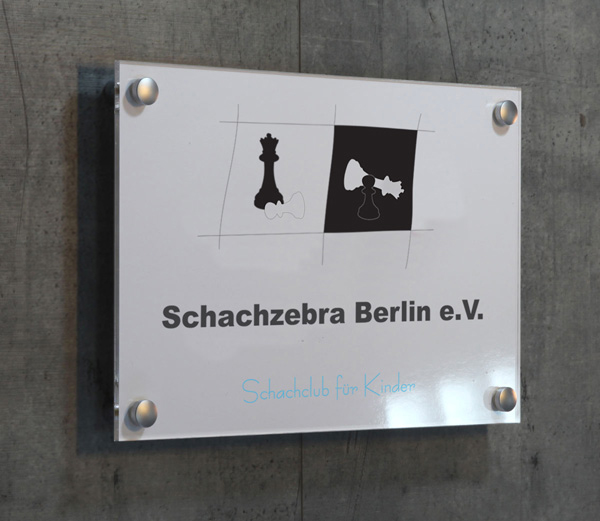 Schachzebra Berlin e.V.
Schachclub für Kinder